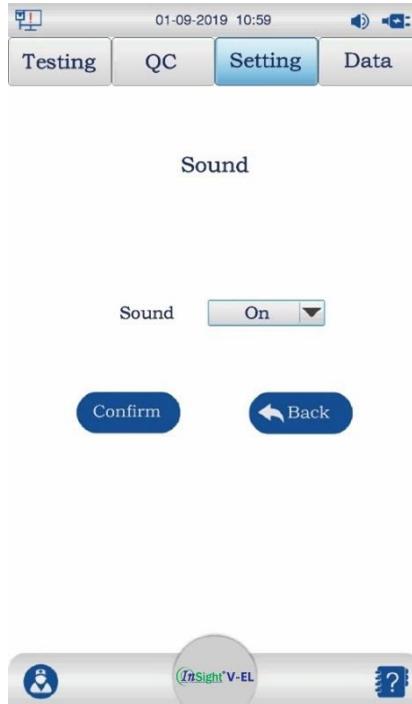 01-09-2019 10:59
Testing QC Setting Data
Sound
Sound On
Confirm Back
InSight V-EL
?